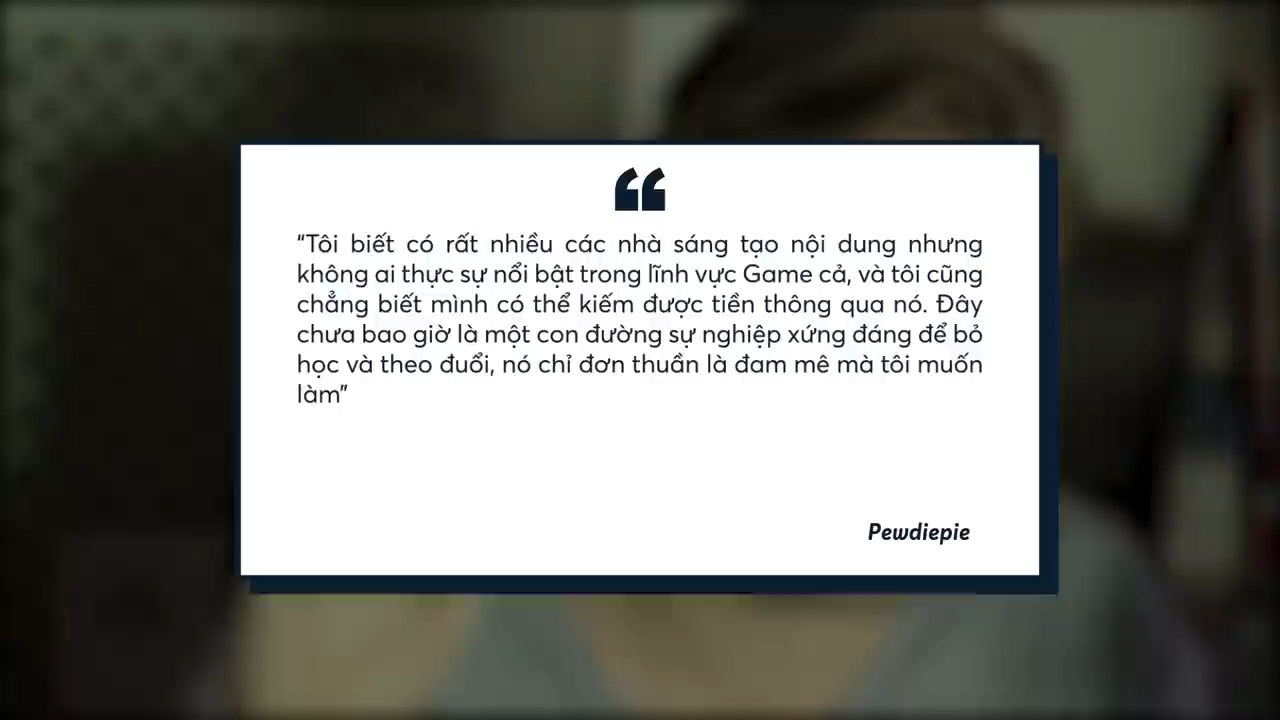 “
“Tôi biết có rất nhiều các nhà sáng tạo nội dung nhưng
không ai thực sự nổi bật trong lĩnh vực Game cả, và tôi cũng
chẳng biết mình có thể kiếm được tiền thông qua nó. Đây
chưa bao giờ là một con đường sự nghiệp xứng đáng để bỏ
học và theo đuổi, nó chỉ đơn thuần là đam mê mà tôi muốn
làm”
Pewdiepie